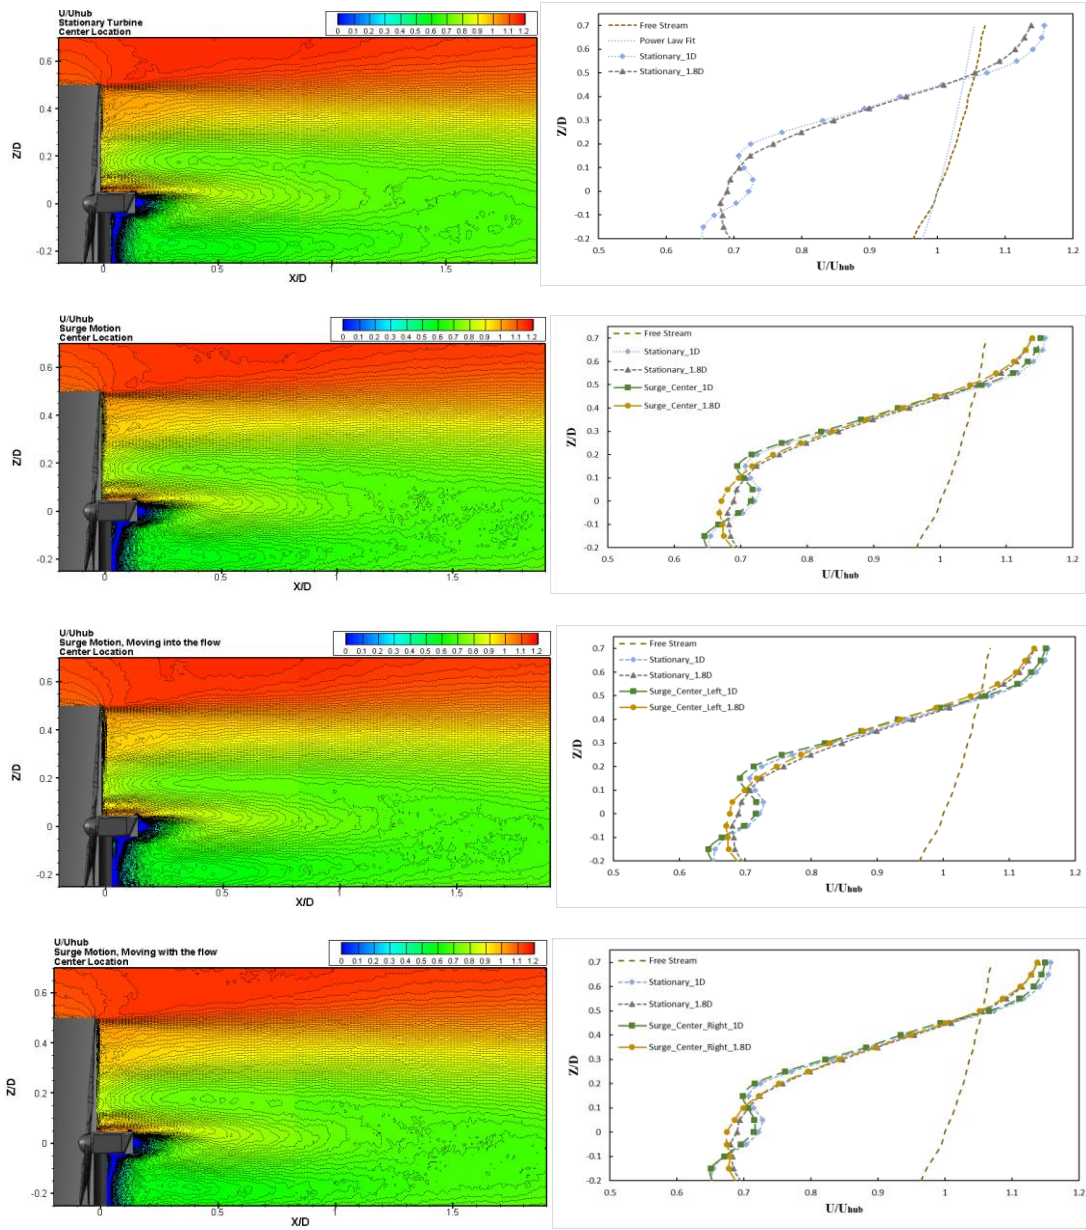 U/Uhub
Stationary Turbine
Center Location
0 0.1 0.2 0.3 0.4 0.5 0.6 0.7 0.8 0.9 1 1.1 1.2
Z/D
0.6
0.4
0.2
0
-0.2
0 0.5 1 1.5
X/D
Free Stream
Power Law Fit
Stationary_1D
Stationary_1.8D
Z/D
0.7
0.6
0.5
0.4
0.3
0.2
0.1
0
-0.1
-0.2
0.5 0.6 0.7 0.8 0.9 1 1.1 1.2
U/Uhub
U/Uhub
Surge Motion
Center Location
0 0.1 0.2 0.3 0.4 0.5 0.6 0.7 0.8 0.9 1 1.1 1.2
Z/D
0.6
0.4
0.2
0
-0.2
0 0.5 1 1.5
X/D
Free Stream
Stationary_1D
Stationary_1.8D
Surge_Center_1D
Surge_Center_1.8D
Z/D
0.7
0.6
0.5
0.4
0.3
0.2
0.1
0
-0.1
-0.2
0.5 0.6 0.7 0.8 0.9 1 1.1 1.2
U/Uhub
U/Uhub
Surge Motion, Moving into the flow
Center Location
0 0.1 0.2 0.3 0.4 0.5 0.6 0.7 0.8 0.9 1 1.1 1.2
Z/D
0.6
0.4
0.2
0
-0.2
0 0.5 1 1.5
X/D
Free Stream
Stationary_1D
Stationary_1.8D
Surge_Center_Left_1D
Surge_Center_Left_1.8D
Z/D
0.7
0.6
0.5
0.4
0.3
0.2
0.1
0
-0.1
-0.2
0.5 0.6 0.7 0.8 0.9 1 1.1 1.2
U/Uhub
U/Uhub
Surge Motion, Moving with the flow
Center Location
0 0.1 0.2 0.3 0.4 0.5 0.6 0.7 0.8 0.9 1 1.1 1.2
Z/D
0.6
0.4
0.2
0
-0.2
0 0.5 1 1.5
X/D
Free Stream
Stationary_1D
Stationary_1.8D
Surge_Center_Right_1D
Surge_Center_Right_1.8D
Z/D
0.7
0.6
0.5
0.4
0.3
0.2
0.1
0
-0.1
-0.2
0.5 0.6 0.7 0.8 0.9 1 1.1 1.2
U/Uhub